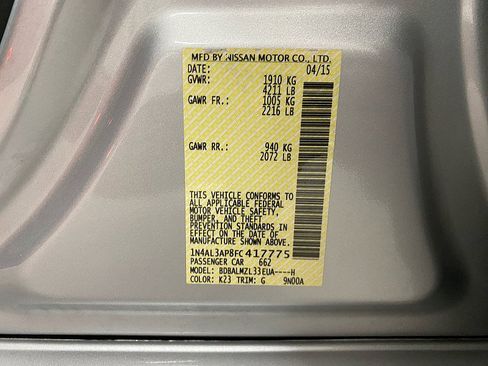 MFD BY NISSAN MOTOR CO., LTD.
DATE: 04/15
GVWR: 1910 KG
4211 LB
GAWR FR.: 1005 KG
2216 LB
GAWR RR.: 940 KG
2072 LB
THIS VEHICLE CONFORMS TO
ALL APPLICABLE FEDERAL
MOTOR VEHICLE SAFETY,
BUMPER, AND THEFT
PREVENTION STANDARDS IN
EFFECT ON THE DATE OF
MANUFACTURE SHOWN ABOVE.
1N4AL3AP8FC417775
PASSENGER CAR 662
MODEL: BDBALMZL33EUA----H
COLOR: K23 TRIM: G 9N00A